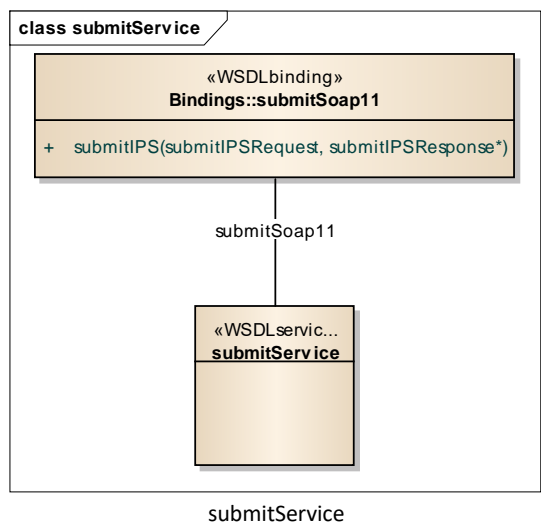 class submitService
«WSDLbinding»
Bindings::submitSoap11
+ submitIPS(submitIPSRequest, submitIPSResponse*)
submitSoap11
«WSDLservic...
submitService
submitService